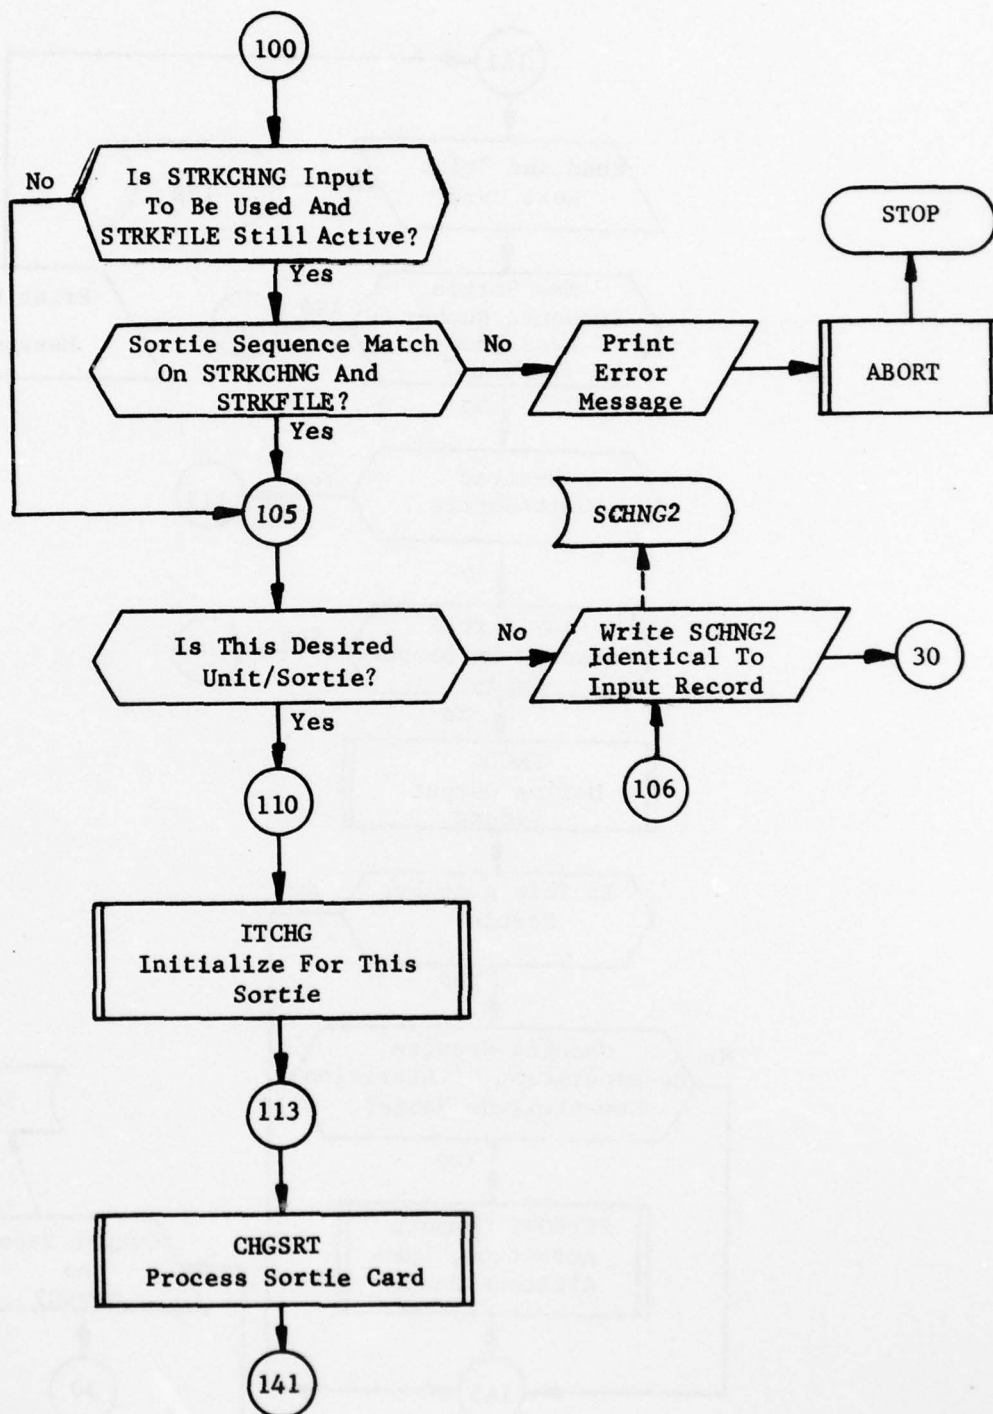 100
No
Is STRKCHNG Input
To Be Used And
STRKFILE Still Active?
Yes
STOP
Sortie Sequence Match
On STRKCHNG And
STRKFILE?
No
Print
Error
Message
ABORT
Yes
105
SCHNG2
Is This Desired
Unit/Sortie?
No
Write SCHNG2
Identical To
Input Record
30
Yes
110
106
ITCHG
Initialize For This
Sortie
113
CHGSRT
Process Sortie Card
141